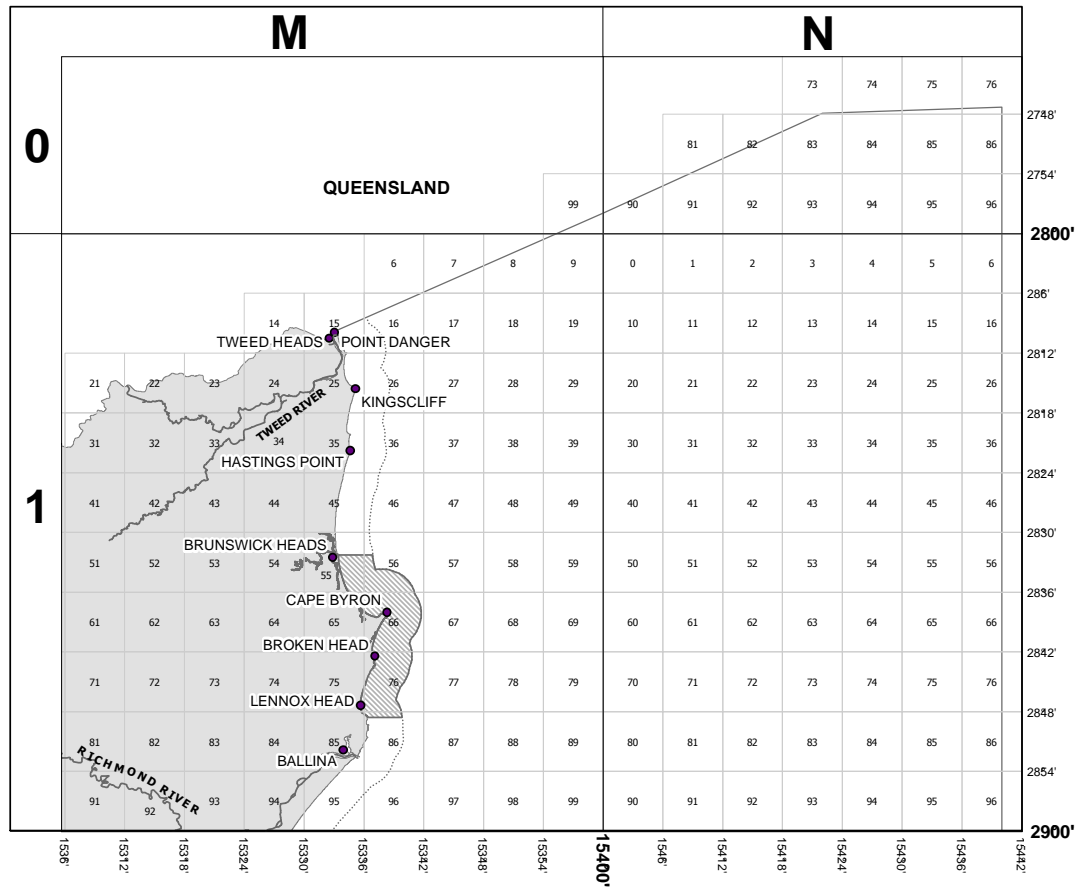 M N
73 74 75 76
2748'
0
81 82 83 84 85 86
2754'
QUEENSLAND
99 90 91 92 93 94 95 96
2800'
6 7 8 9 0 1 2 3 4 5 6
286'
14 15 16 17 18 19 10 11 12 13 14 15 16
TWEED HEADS POINT DANGER
2812'
21 22 23 24 25 26 27 28 29 20 21 22 23 24 25 26
KINGSCLIFF
2818'
TWEED RIVER
31 32 33 34 35 36 37 38 39 30 31 32 33 34 35 36
HASTINGS POINT
2824'
1
41 42 43 44 45 46 47 48 49 40 41 42 43 44 45 46
2830'
BRUNSWICK HEADS
51 52 53 54 55 56 57 58 59 50 51 52 53 54 55 56
2836'
CAPE BYRON
61 62 63 64 65 66 67 68 69 60 61 62 63 64 65 66
BROKEN HEAD
2842'
71 72 73 74 75 76 77 78 79 70 71 72 73 74 75 76
LENNOX HEAD
2848'
81 82 83 84 85 86 87 88 89 80 81 82 83 84 85 86
BALLINA
2854'
RICHMOND RIVER
91 92 93 94 95 96 97 98 99 90 91 92 93 94 95 96
2900'
1536' 15312' 15318' 15324' 15330' 15336' 15342' 15348' 15354' 15400' 1546' 15412' 15418' 15424' 15430' 15436' 15442'